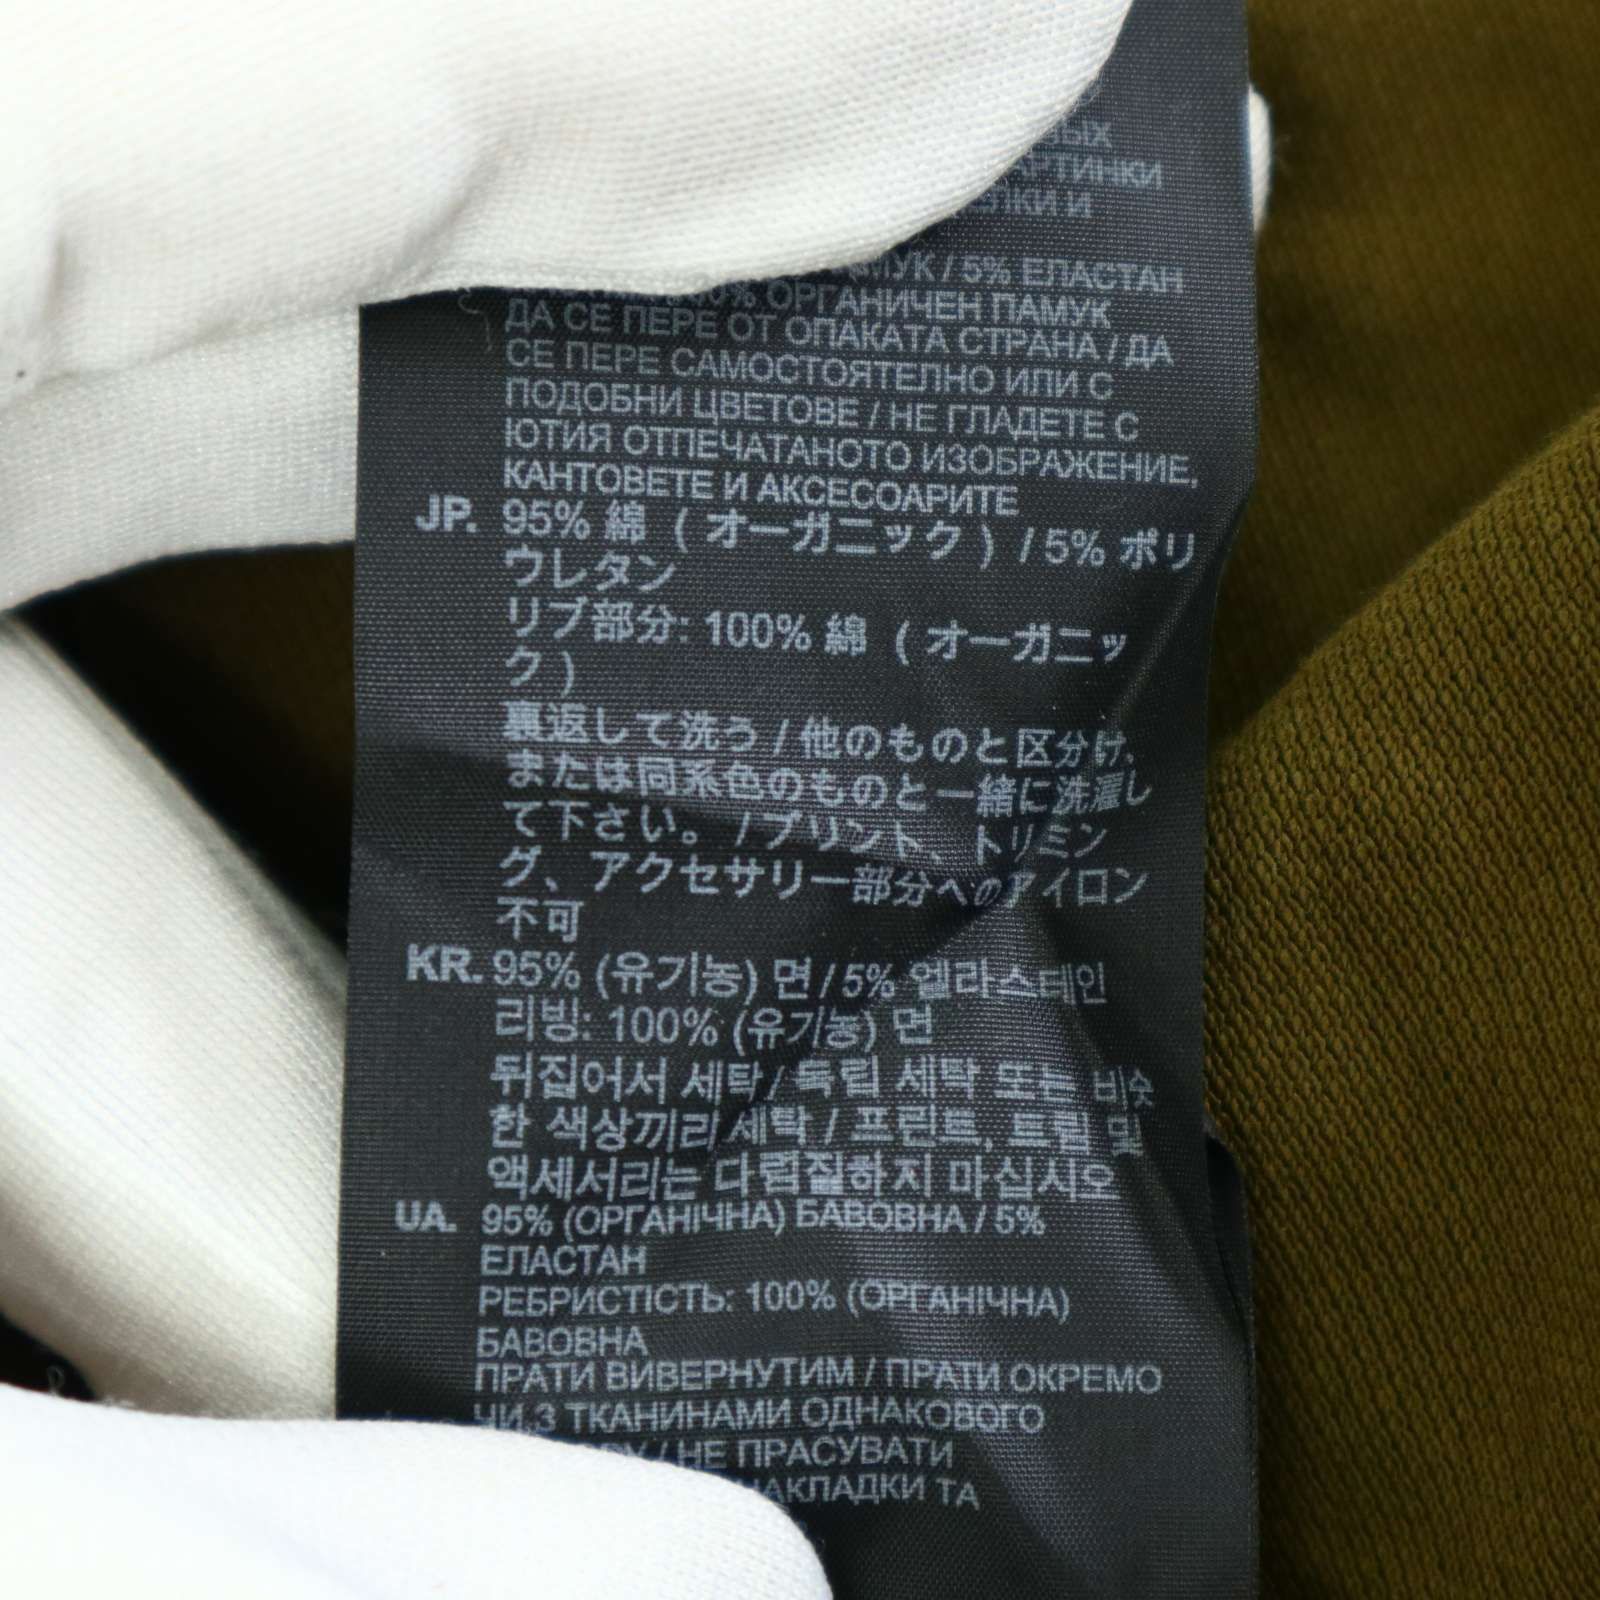 АРТИНКИ
ЕЛКИ И
/ 5% ЕЛАСТАН
ОРГАНИЧЕН ПАМУК
ДА СЕ ПЕРЕ ОТ ОПАКАТА СТРАНА / ДА
СЕ ПЕРЕ САМОСТОЯТЕЛНО ИЛИ С
ПОДОБНИ ЦВЕТОВЕ / НЕ ГЛАДЕТЕ С
ЮТИЯ ОТПЕЧАТАНОТО ИЗОБРАЖЕНИЕ,
КАНТОВЕТЕ И АКСЕСОАРИТЕ
JP. 95% 綿 ( オーガニック ) / 5% ポリ
ウレタン
リブ部分: 100% 綿 ( オーガニッ
ク )
裏返して洗う / 他のものと区分け、
または同系色のものと一緒に洗濯し
て下さい。 / プリント、トリミン
グ、アクセサリー部分へのアイロン
不可
KR. 95% (유기농) 면 / 5% 엘라스테인
리빙: 100% (유기농) 면
뒤집어서 세탁 / 독립 세탁 또는 비슷
한 색상끼리 세탁 / 프린트, 트림 및
액세서리는 다림질하지 마십시오
UA. 95% (ОРГАНІЧНА) БАВОВНА / 5%
ЕЛАСТАН
РЕБРИСТІСТЬ: 100% (ОРГАНІЧНА)
БАВОВНА
ПРАТИ ВИВЕРНУТИМ / ПРАТИ ОКРЕМО
ЧИ З ТКАНИНАМИ ОДНАКОВОГО
/ НЕ ПРАСУВАТИ
НАКЛАДКИ ТА